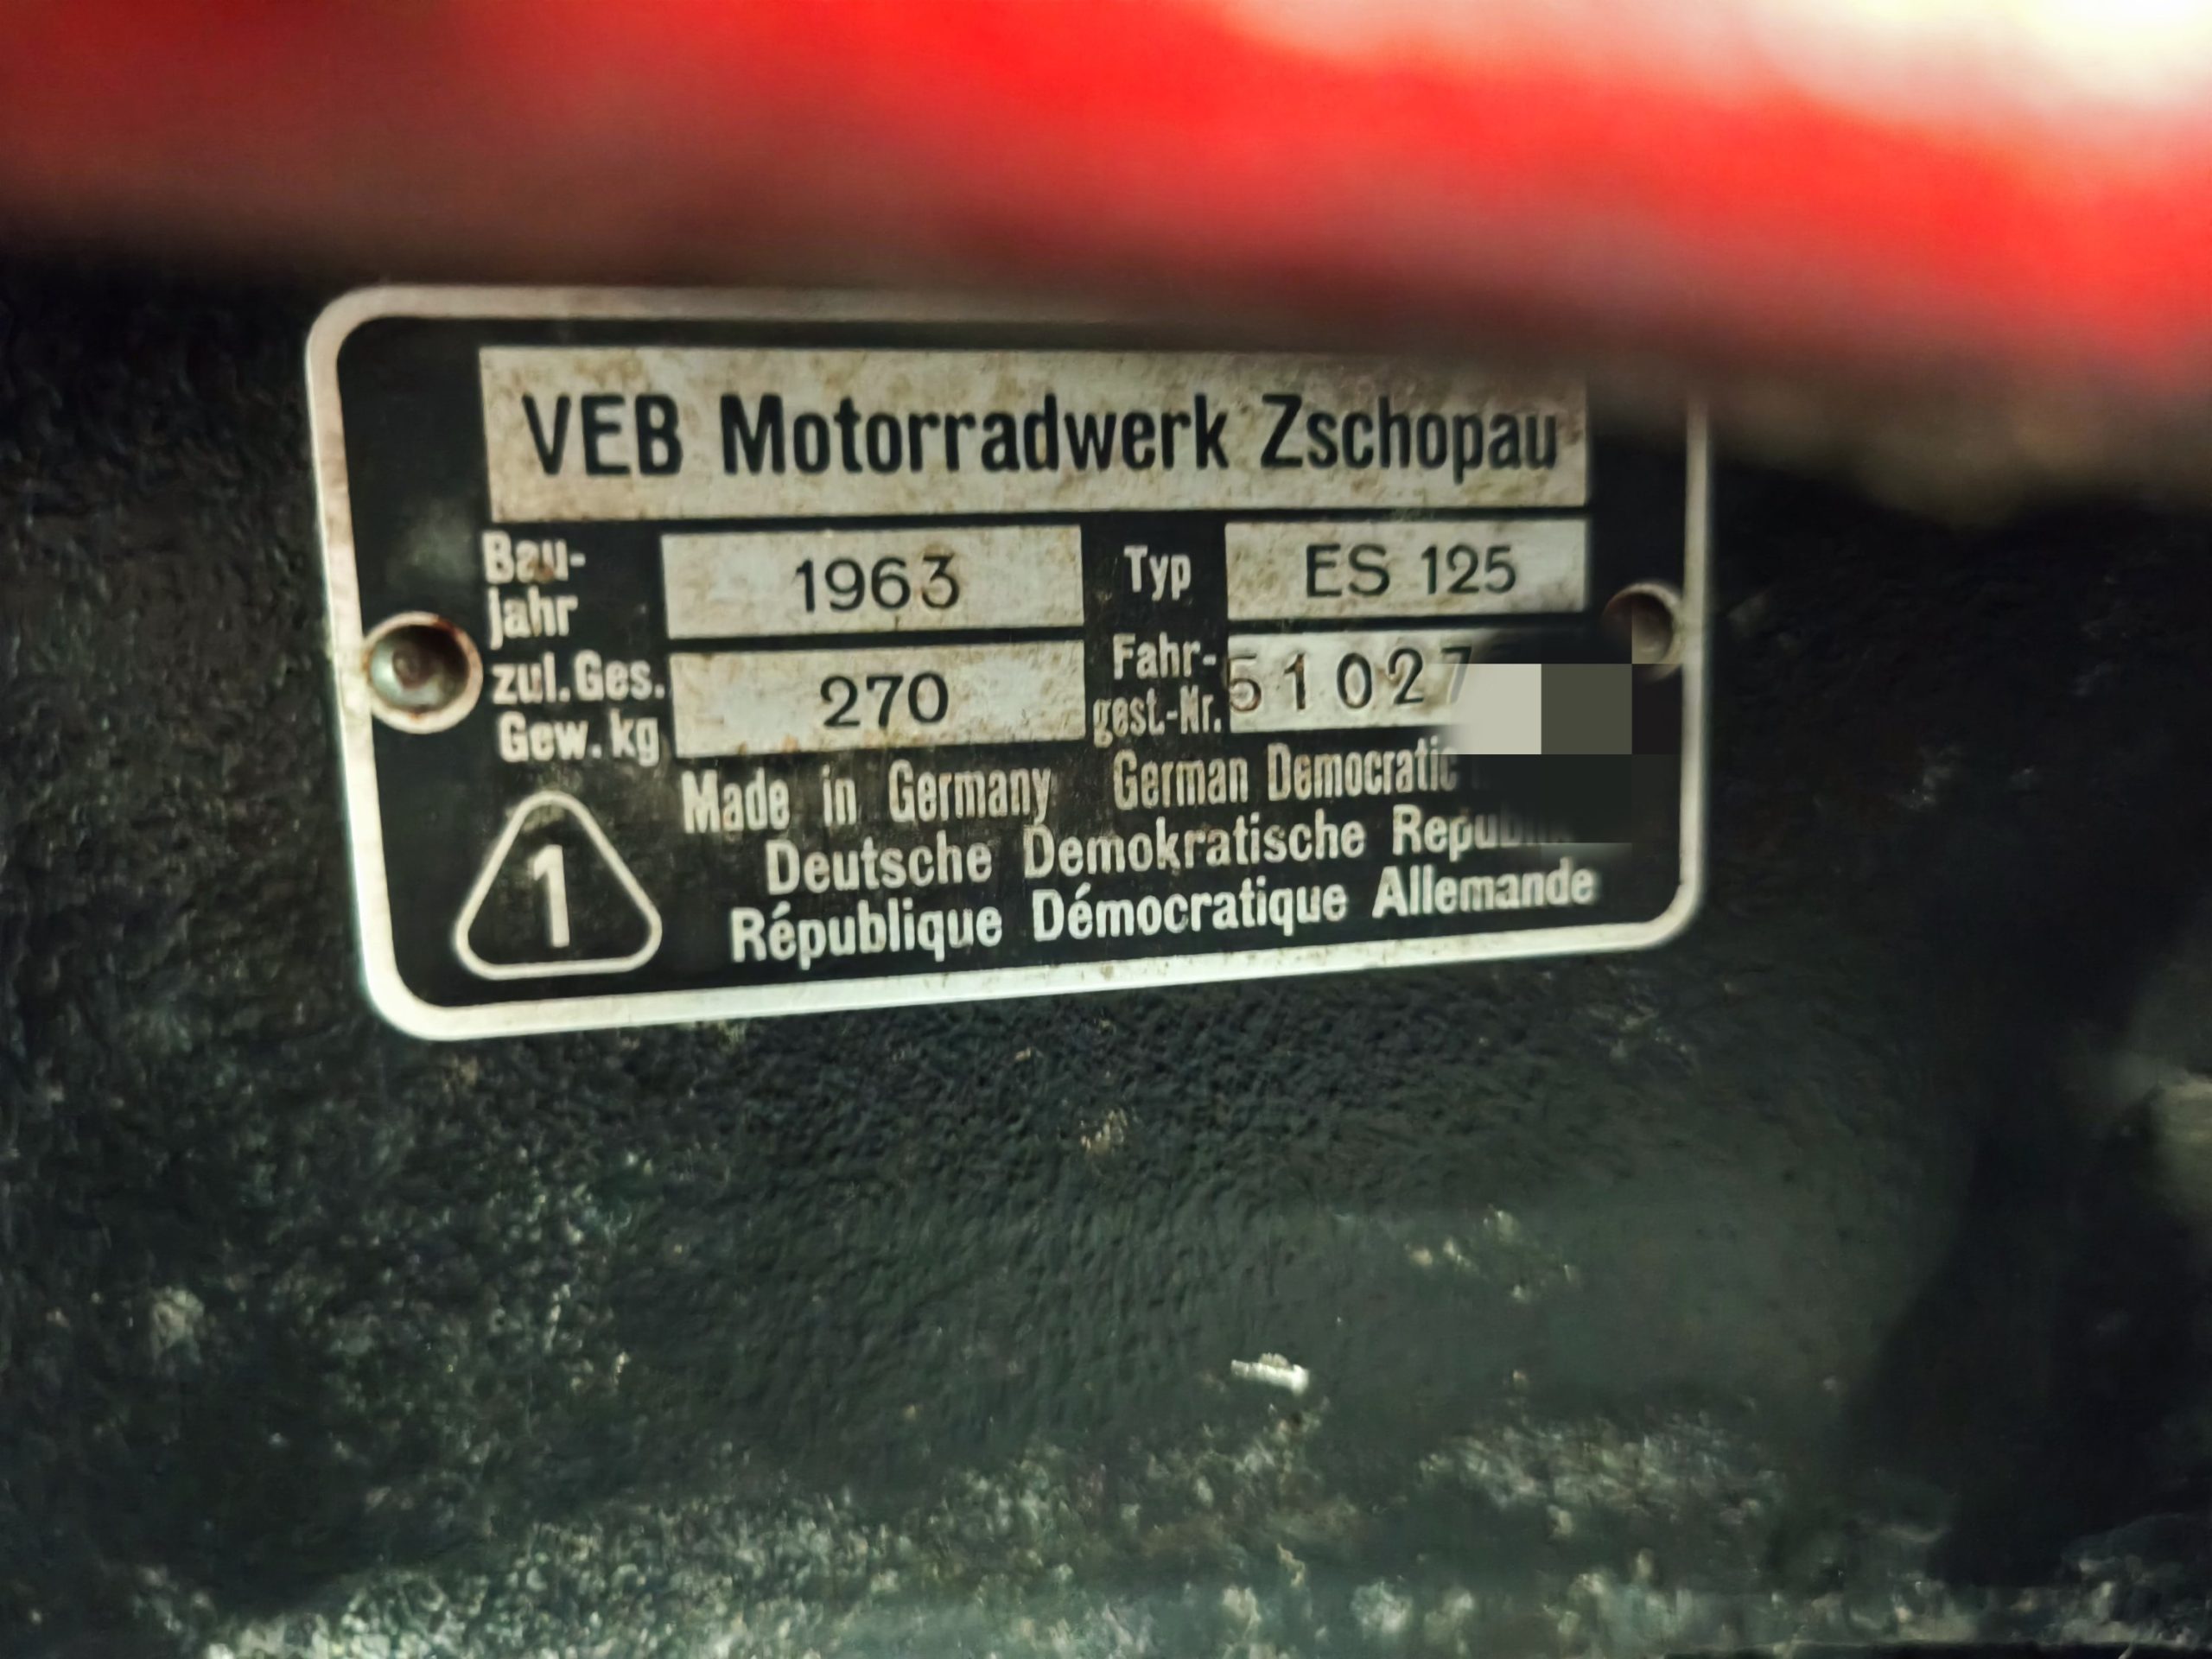 VEB Motorradwerk Zschopau
Bau-
jahr
1963
Typ
ES 125
zul.Ges.
Gew.kg
270
Fahr-
gest.-Nr.
51027
Made in Germany German Democratic
Deutsche Demokratische Republik
République Démocratique Allemande
1